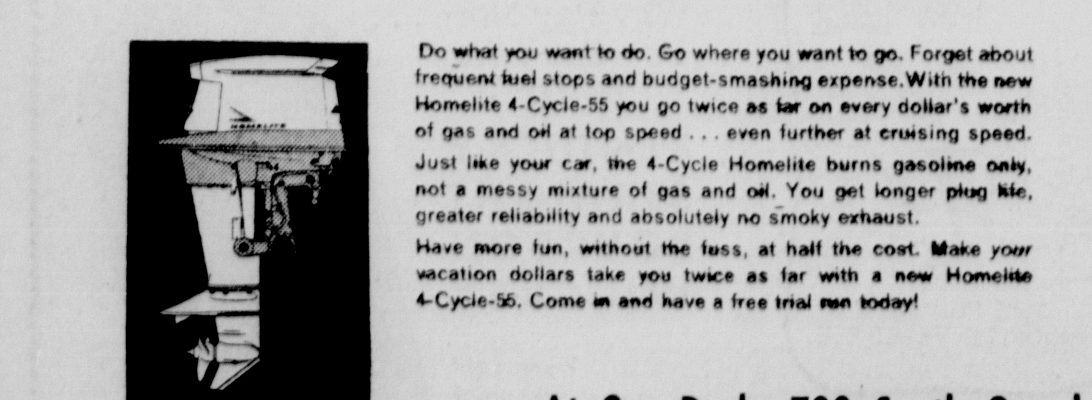 HOMELITE
Do what you want to do. Go where you want to go. Forget about
frequent fuel stops and budget-smashing expense.With the new
Homelite 4-Cycle-55 you go twice as far on every dollar's worth
of gas and oil at top speed . . . even further at cruising speed.
Just like your car, the 4-Cycle Homelite burns gasoline only,
not a messy mixture of gas and oil. You get longer plug life,
greater reliability and absolutely no smoky exhaust.
Have more fun, without the fuss, at half the cost. Make your
vacation dollars take you twice as far with a new Homelite
4-Cycle-55. Come in and have a free trial run today!